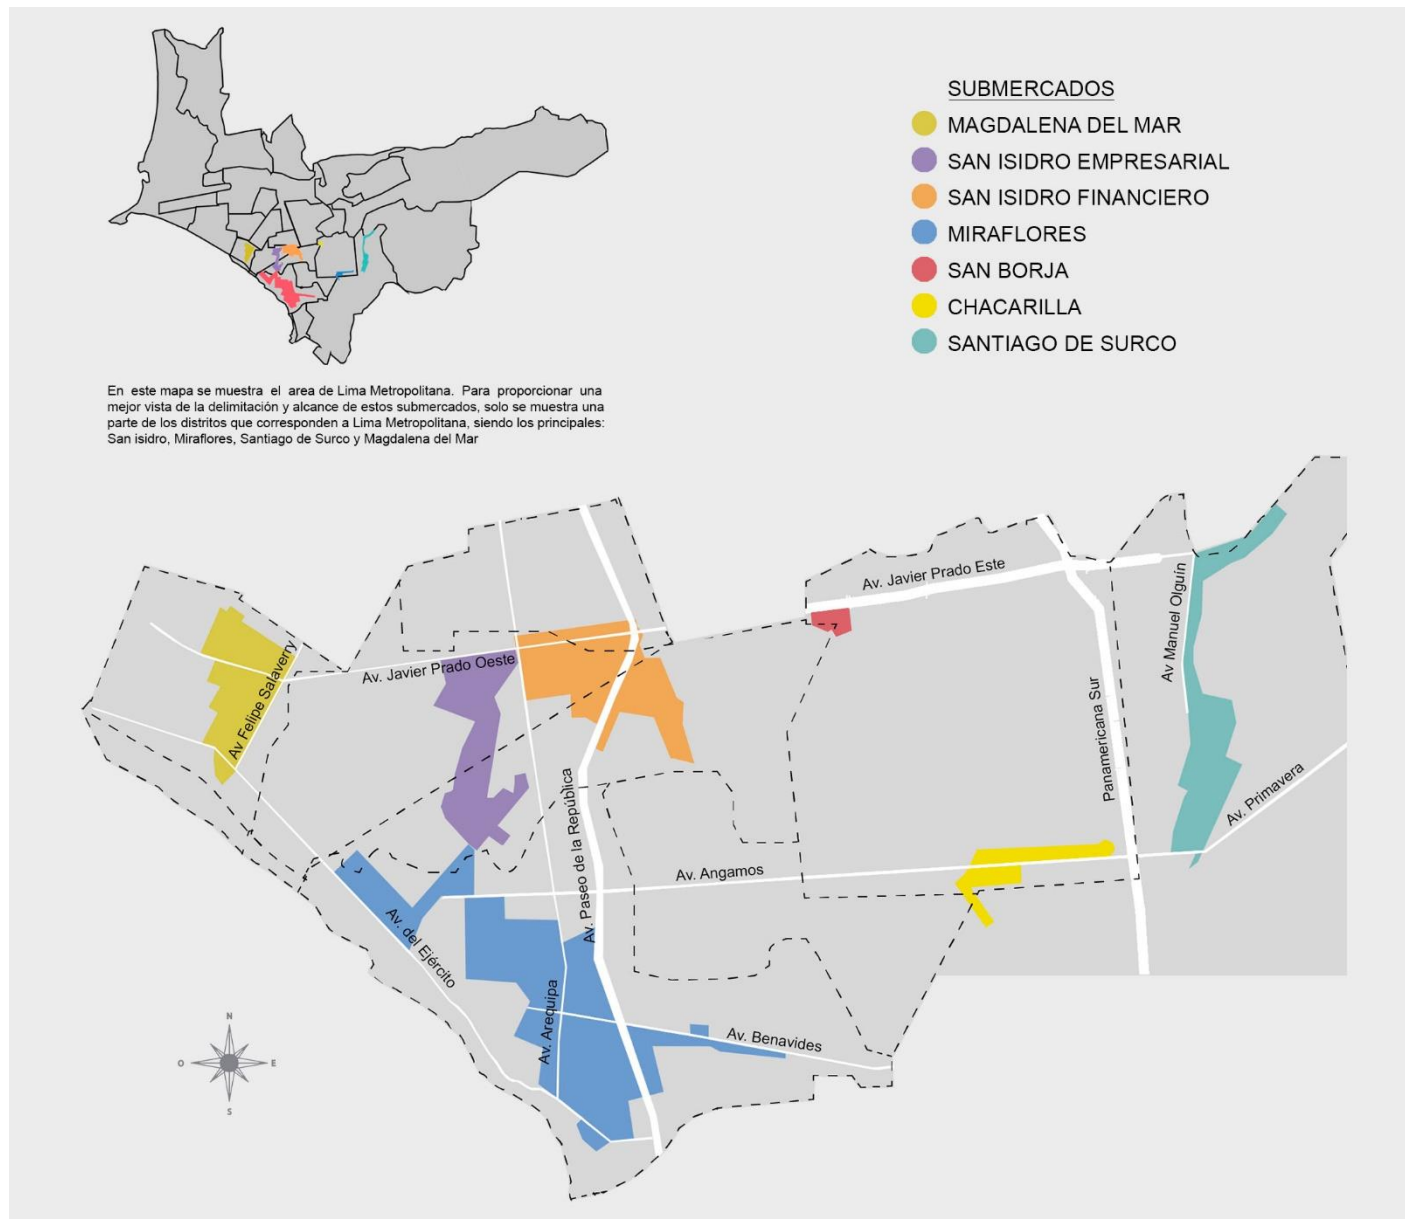 SUBMERCADOS
MAGDALENA DEL MAR
SAN ISIDRO EMPRESARIAL
SAN ISIDRO FINANCIERO
MIRAFLORES
SAN BORJA
CHACARILLA
SANTIAGO DE SURCO
En este mapa se muestra el area de Lima Metropolitana. Para proporcionar una
mejor vista de la delimitación y alcance de estos submercados, solo se muestra una
parte de los distritos que corresponden a Lima Metropolitana, siendo los principales:
San isidro, Miraflores, Santiago de Surco y Magdalena del Mar
Av. Javier Prado Este
Av Manuel Olguín
Av Felipe Salaverry
Av. Javier Prado Oeste
Panamericana Sur
Av. Primavera
Av. Paseo de la República
Av. Angamos
Av. del Ejército
Av. Arequipa
Av. Benavides
N
O
E
S